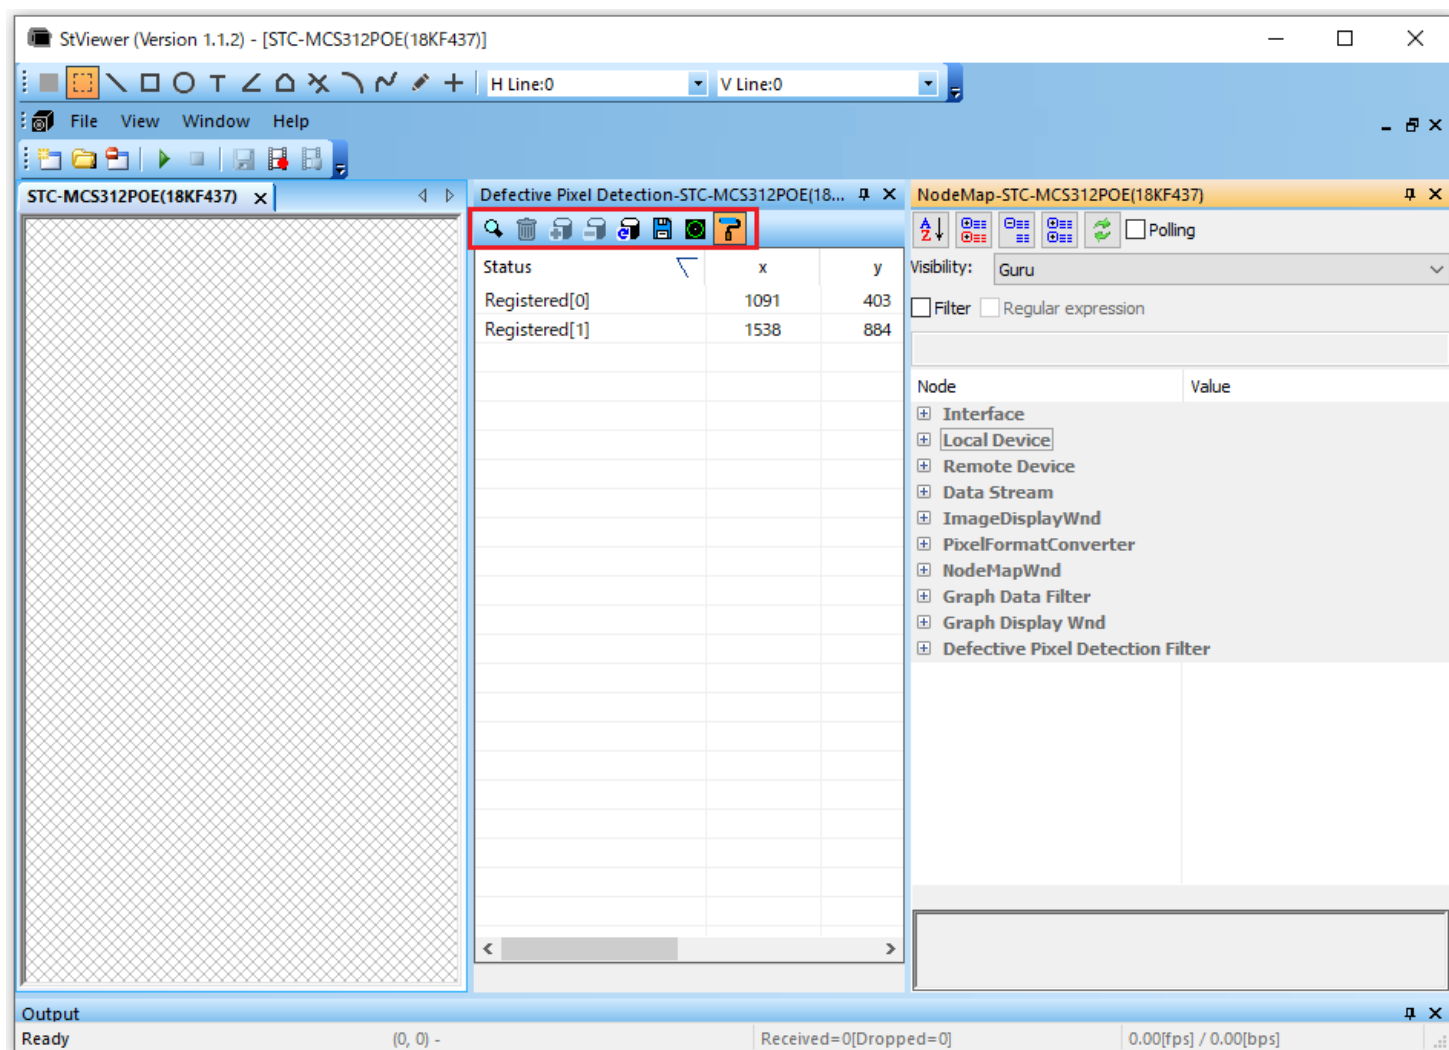 StViewer (Version 1.1.2) - [STC-MCS312POE(18KF437)]
H Line:0 V Line:0
File View Window Help
STC-MCS312POE(18KF437)
Defective Pixel Detection-STC-MCS312POE(18...
Status x y
Registered[0] 1091 403
Registered[1] 1538 884
NodeMap-STC-MCS312POE(18KF437)
Polling
Visibility: Guru
Filter Regular expression
Node Value
Interface
Local Device
Remote Device
Data Stream
ImageDisplayWnd
PixelFormatConverter
NodeMapWnd
Graph Data Filter
Graph Display Wnd
Defective Pixel Detection Filter
Output
Ready (0, 0) - Received=0[Dropped=0] 0.00[fps] / 0.00[bps]